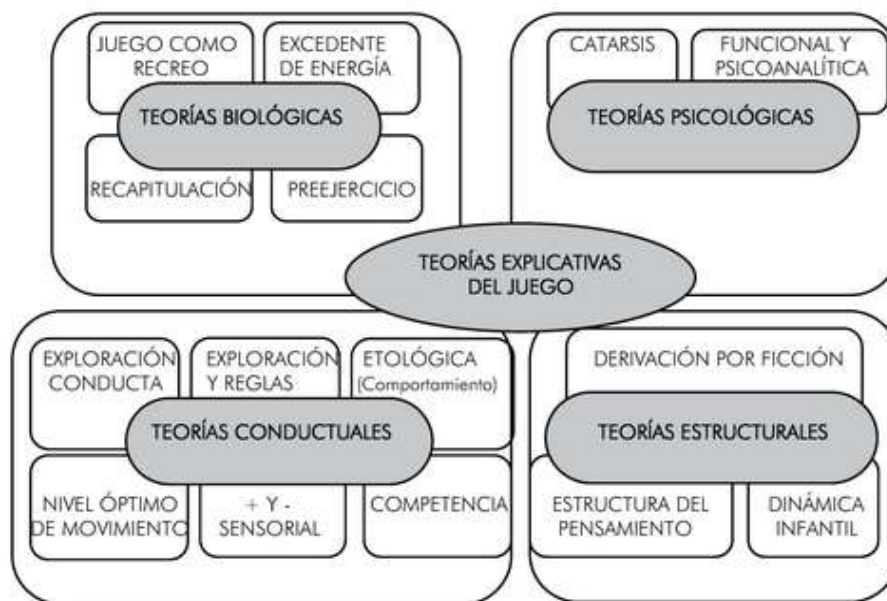 JUEGO COMO
RECREO
EXCEDENTE
DE ENERGÍA
TEORÍAS BIOLÓGICAS
RECAPITULACIÓN
PREEJERCICIO
CATARSIS
FUNCIONAL Y
PSICOANALÍTICA
TEORÍAS PSICOLÓGICAS
TEORÍAS EXPLICATIVAS
DEL JUEGO
EXPLORACIÓN
CONDUCTA
EXPLORACIÓN
Y REGLAS
ETOLÓGICA
(Comportamiento)
TEORÍAS CONDUCTUALES
NIVEL ÓPTIMO
DE MOVIMIENTO
+ Y -
SENSORIAL
COMPETENCIA
DERIVACIÓN POR FICCIÓN
TEORÍAS ESTRUCTURALES
ESTRUCTURA DEL
PENSAMIENTO
DINÁMICA
INFANTIL